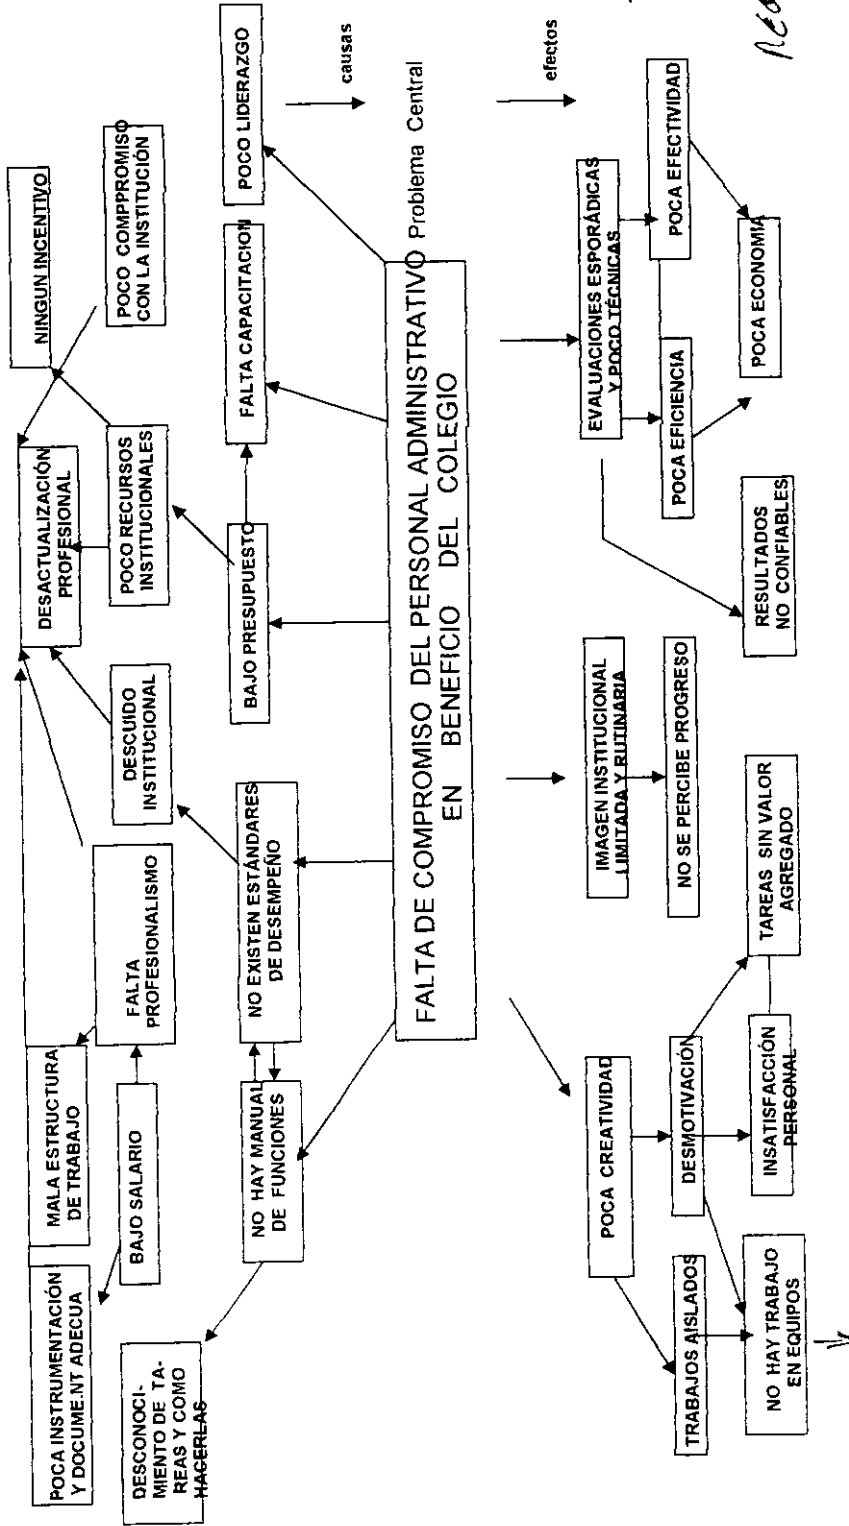 POCA INSTRUMENTACIÓN
Y DOCUME.NT ADECUA
MALA ESTRUCTURA
DE TRABAJO
DESACTUALIZACIÓN
PROFESIONAL
NINGUN INCENTIVO
DESCONOCI-
MIENTO DE TA-
REAS Y COMO
HACERLAS
BAJO SALARIO
FALTA
PROFESIONALISMO
DESCUIDO
INSTITUCIONAL
POCO RECURSOS
INSTITUCIONALES
POCO COMPPROMISO
CON LA INSTITUCIÓN
NO HAY MANUAL
DE FUNCIONES
NO EXISTEN ESTÁNDARES
DE DESEMPEÑO
BAJO PRESUPUESTO
FALTA CAPACITACION
POCO LIDERAZGO
causas
FALTA DE COMPROMISO DEL PERSONAL ADMINISTRATIVO
EN BENEFICIO DEL COLEGIO
Problema Central
efectos
POCA CREATIVIDAD
IMAGEN INSTITUCIONAL
LIMITADA Y RUTINARIA
EVALUACIONES ESPORÁDICAS
Y POCO TÉCNICAS
TRABAJOS AISLADOS
DESMOTIVACIÓN
NO SE PERCIBE PROGRESO
POCA EFICIENCIA
POCA EFECTIVIDAD
NO HAY TRABAJO
EN EQUIPOS
INSATISFACCIÓN
PERSONAL
TAREAS SIN VALOR
AGREGADO
RESULTADOS
NO CONFIABLES
POCA ECONOMIA